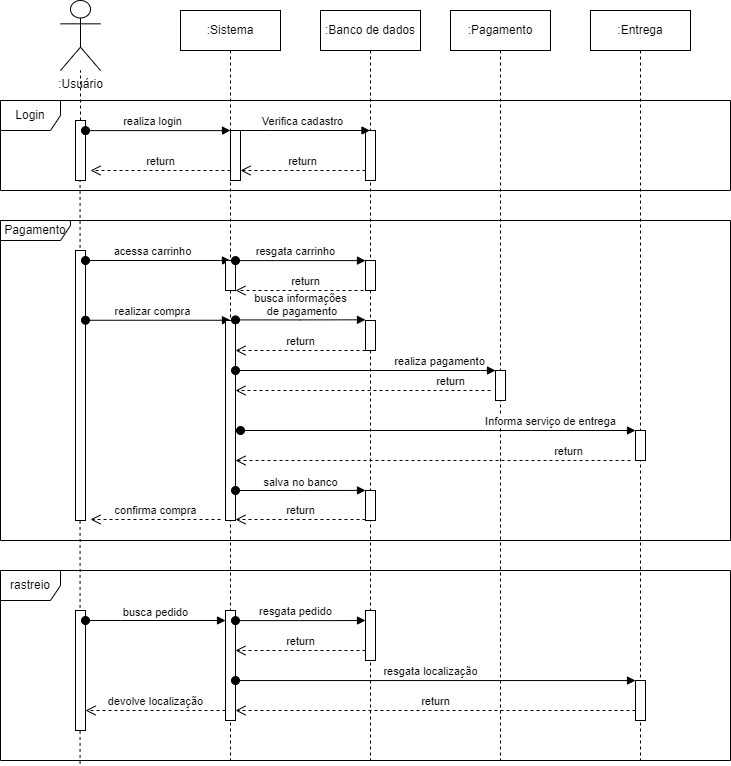 :Sistema
:Banco de dados
:Pagamento
:Entrega
:Usuário
Login
realiza login
Verifica cadastro
return
return
Pagamento
acessa carrinho
resgata carrinho
return
busca informações
de pagamento
realizar compra
return
realiza pagamento
return
Informa serviço de entrega
return
salva no banco
confirma compra
return
rastreio
busca pedido
resgata pedido
return
resgata localização
devolve localização
return